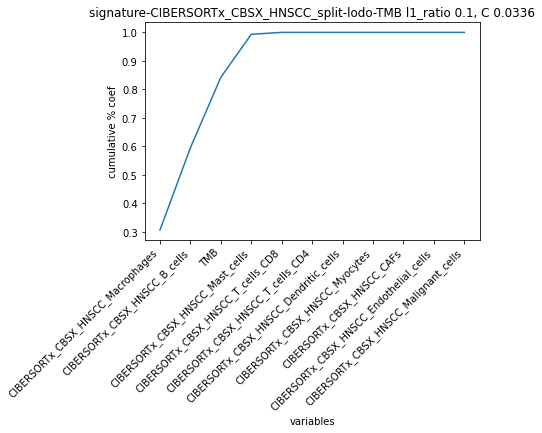 signature-CIBERSORTx_CBSX_HNSCC_split-lodo-TMB l1_ratio 0.1, C 0.0336
cumulative % coef
1.0
0.9
0.8
0.7
0.6
0.5
0.4
0.3
CIBERSORTx_CBSX_HNSCC_Macrophages
CIBERSORTx_CBSX_HNSCC_B_cells
TMB
CIBERSORTx_CBSX_HNSCC_Mast_cells
CIBERSORTx_CBSX_HNSCC_T_cells_CD8
CIBERSORTx_CBSX_HNSCC_T_cells_CD4
CIBERSORTx_CBSX_HNSCC_Dendritic_cells
CIBERSORTx_CBSX_HNSCC_Myocytes
CIBERSORTx_CBSX_HNSCC_CAFs
CIBERSORTx_CBSX_HNSCC_Endothelial_cells
CIBERSORTx_CBSX_HNSCC_Malignant_cells
variables